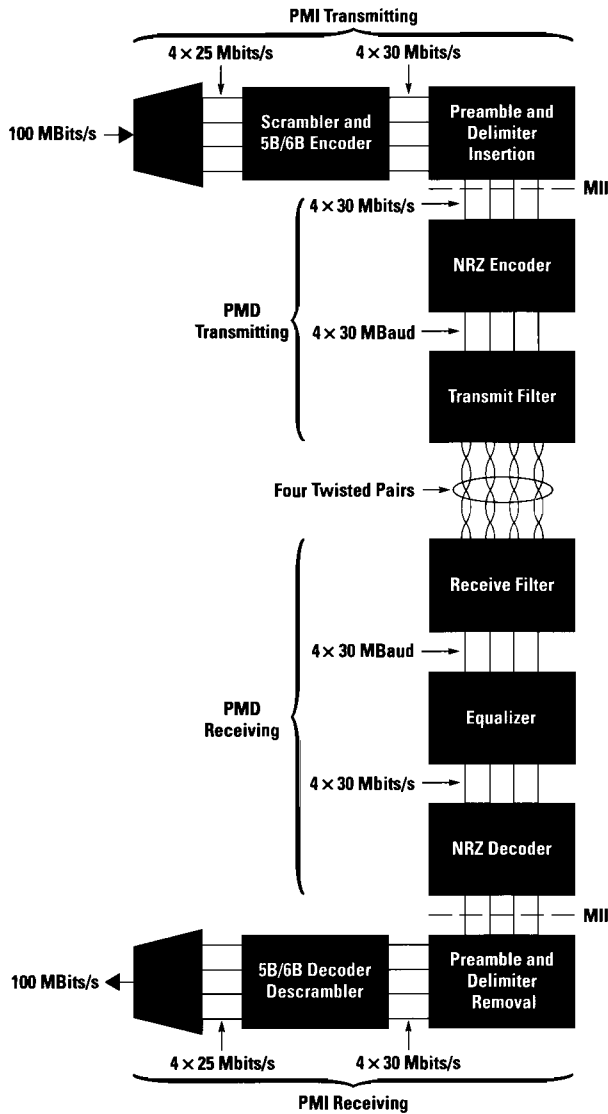 PMI Transmitting
4 × 25 Mbits/s
4 × 30 Mbits/s
100 MBits/s
Scrambler and
5B/6B Encoder
Preamble and
Delimiter
Insertion
MII
4 × 30 Mbits/s
NRZ Encoder
PMD
Transmitting
4 × 30 MBaud
Transmit Filter
Four Twisted Pairs
Receive Filter
4 × 30 MBaud
PMD
Receiving
Equalizer
4 × 30 Mbits/s
NRZ Decoder
MII
100 MBits/s
5B/6B Decoder
Descrambler
Preamble and
Delimiter
Removal
4 × 25 Mbits/s
4 × 30 Mbits/s
PMI Receiving